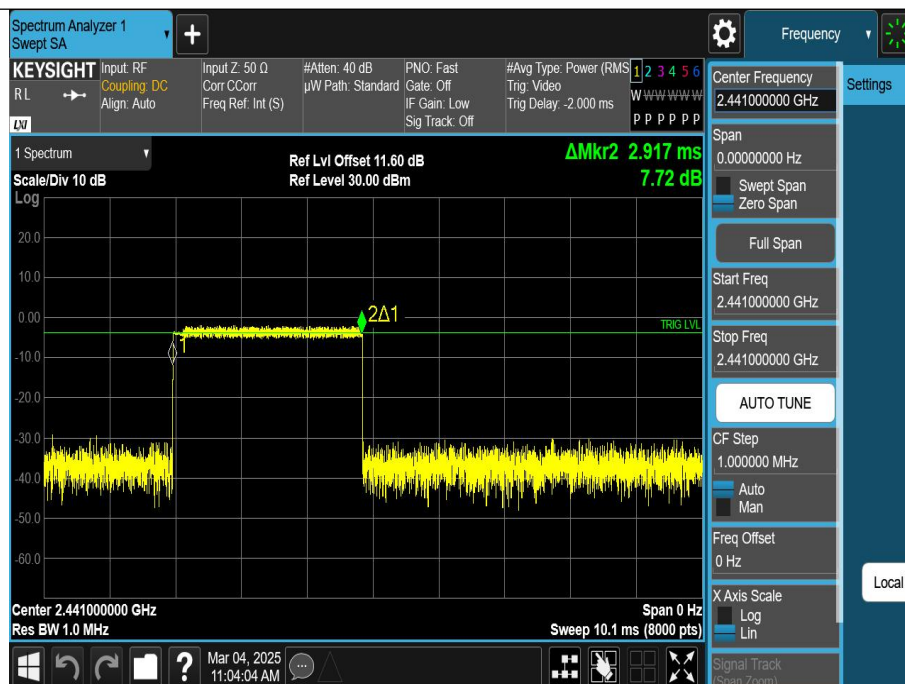 Spectrum Analyzer 1
Swept SA
Frequency
KEYSIGHT
RL
LXI
Input: RF
Coupling: DC
Align: Auto
Input Z: 50 Ω
Corr CCorr
Freq Ref: Int (S)
#Atten: 40 dB
µW Path: Standard
PNO: Fast
Gate: Off
IF Gain: Low
Sig Track: Off
#Avg Type: Power (RMS
Trig: Video
Trig Delay: -2.000 ms
1 2 3 4 5 6
W W W W W W
P P P P P P
Center Frequency
2.441000000 GHz
Settings
1 Spectrum
Scale/Div 10 dB
Ref Lvl Offset 11.60 dB
Ref Level 30.00 dBm
ΔMkr2 2.917 ms
7.72 dB
Log
20.0
10.0
0.00
-10.0
-20.0
-30.0
-40.0
-50.0
-60.0
2Δ1
TRIG LVL
Span
0.00000000 Hz
Swept Span
Zero Span
Full Span
Start Freq
2.441000000 GHz
Stop Freq
2.441000000 GHz
AUTO TUNE
CF Step
1.000000 MHz
Auto
Man
Freq Offset
0 Hz
X Axis Scale
Log
Lin
Signal Track
(Span Zoom)
Local
Center 2.441000000 GHz
Res BW 1.0 MHz
Span 0 Hz
Sweep 10.1 ms (8000 pts)
?
Mar 04, 2025
11:04:04 AM